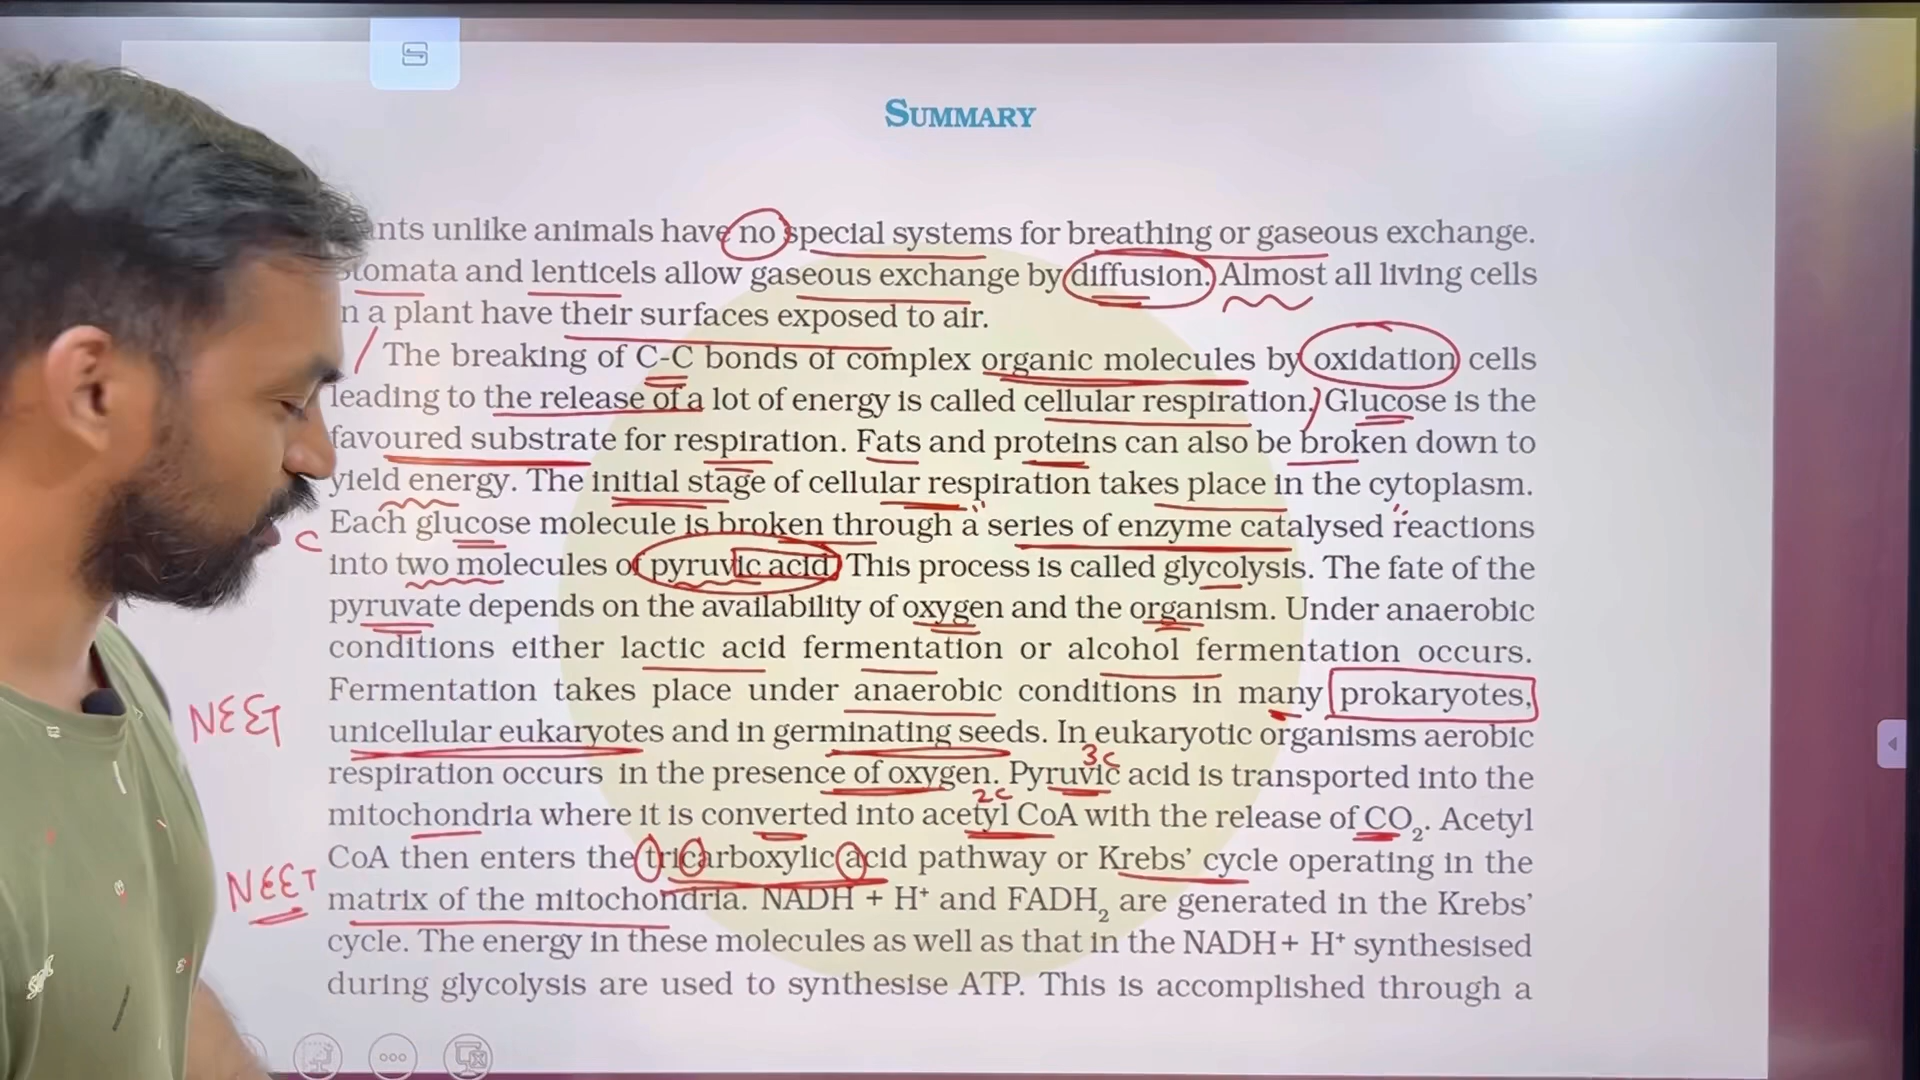 SUMMARY
nts unlike animals have no special systems for breathing or gaseous exchange.
Stomata and lenticels allow gaseous exchange by diffusion. Almost all living cells
n a plant have their surfaces exposed to air.
The breaking of C-C bonds of complex organic molecules by oxidation cells
leading to the release of a lot of energy is called cellular respiration. Glucose is the
favoured substrate for respiration. Fats and proteins can also be broken down to
yield energy. The initial stage of cellular respiration takes place in the cytoplasm.
Each glucose molecule is broken through a series of enzyme catalysed reactions
C
into two molecules of pyruvic acid. This process is called glycolysis. The fate of the
pyruvate depends on the availability of oxygen and the organism. Under anaerobic
conditions either lactic acid fermentation or alcohol fermentation occurs.
Fermentation takes place under anaerobic conditions in many prokaryotes,
NEET
unicellular eukaryotes and in germinating seeds. In eukaryotic organisms aerobic
3C
respiration occurs in the presence of oxygen. Pyruvic acid is transported into the
2C
mitochondria where it is converted into acetyl CoA with the release of CO₂. Acetyl
CoA then enters the tricarboxylic acid pathway or Krebs’ cycle operating in the
NEET
matrix of the mitochondria. NADH + H⁺ and FADH₂ are generated in the Krebs’
cycle. The energy in these molecules as well as that in the NADH + H⁺ synthesised
during glycolysis are used to synthesise ATP. This is accomplished through a